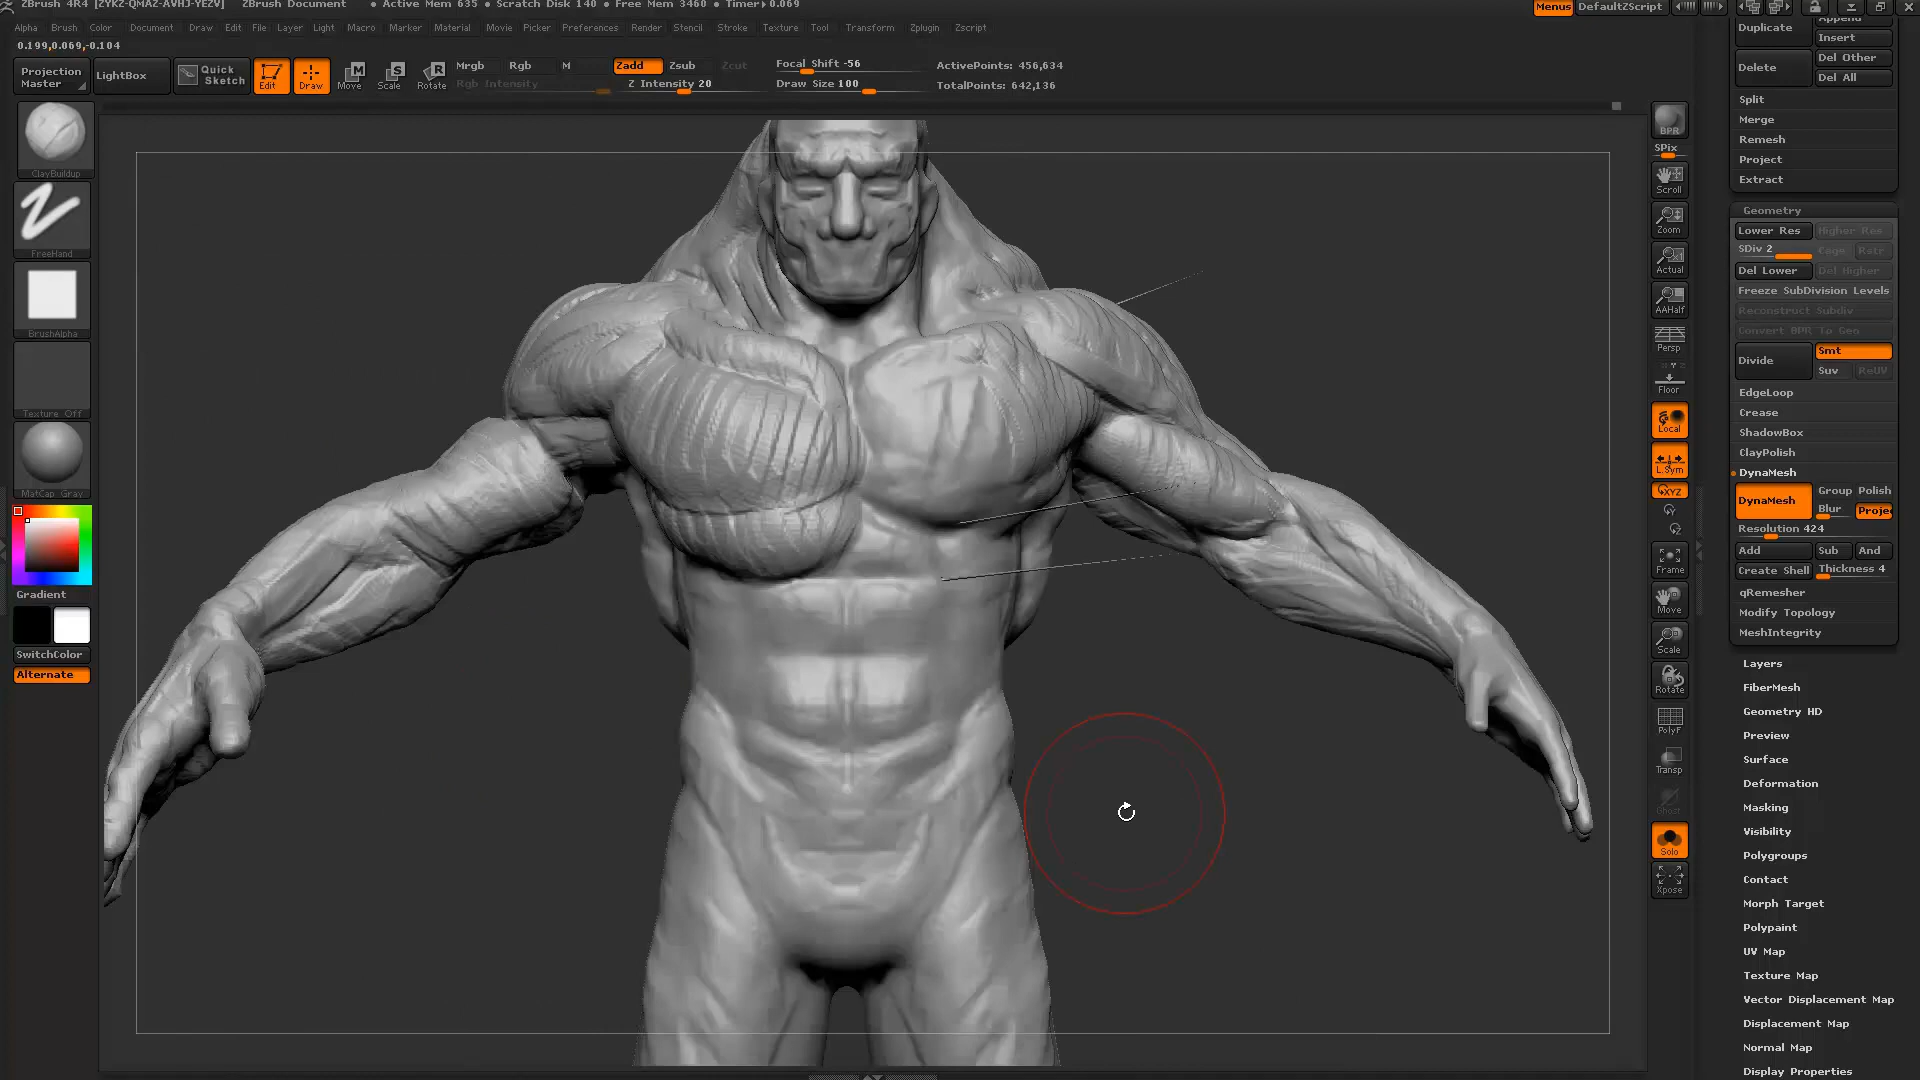 ZBrush 4R4 [ZYKZ-QMAZ-AVHJ-YEZV] ZBrush Document • Active Mem 635 • Scratch Disk 140 • Free Mem 3460 • Timer▸0.069 Menus DefaultZScript
Alpha Brush Color Document Draw Edit File Layer Light Macro Marker Material Movie Picker Preferences Render Stencil Stroke Texture Tool Transform Zplugin Zscript
0.199,0.069,-0.104
Projection Master
LightBox
Quick Sketch
Edit
Draw
Move
Scale
Rotate
Mrgb Rgb M
Rgb Intensity
Zadd Zsub Zcut
Z Intensity 20
Focal Shift -56
Draw Size 100
ActivePoints: 456,634
TotalPoints: 642,136
ClayBuildup
FreeHand
BrushAlpha
Texture Off
MatCap Gray
Gradient
SwitchColor
Alternate
BPR
SPix
Scroll
Zoom
Actual
AAHalf
Persp
Floor
Local
L.Sym
XYZ
Frame
Move
Scale
Rotate
PolyF
Transp
Ghost
Solo
Xpose
Duplicate Append
Insert
Delete Del Other
Del All
Split
Merge
Remesh
Project
Extract
Geometry
Lower Res Higher Res
SDiv 2 Cage Rstr
Del Lower Del Higher
Freeze SubDivision Levels
Reconstruct Subdiv
Convert BPR To Geo
Divide Smt
Suv ReUV
EdgeLoop
Crease
ShadowBox
ClayPolish
DynaMesh
DynaMesh Group Polish
Blur Proje
Resolution 424
Add Sub And
Create Shell Thickness 4
qRemesher
Modify Topology
MeshIntegrity
Layers
FiberMesh
Geometry HD
Preview
Surface
Deformation
Masking
Visibility
Polygroups
Contact
Morph Target
Polypaint
UV Map
Texture Map
Vector Displacement Map
Displacement Map
Normal Map
Display Properties